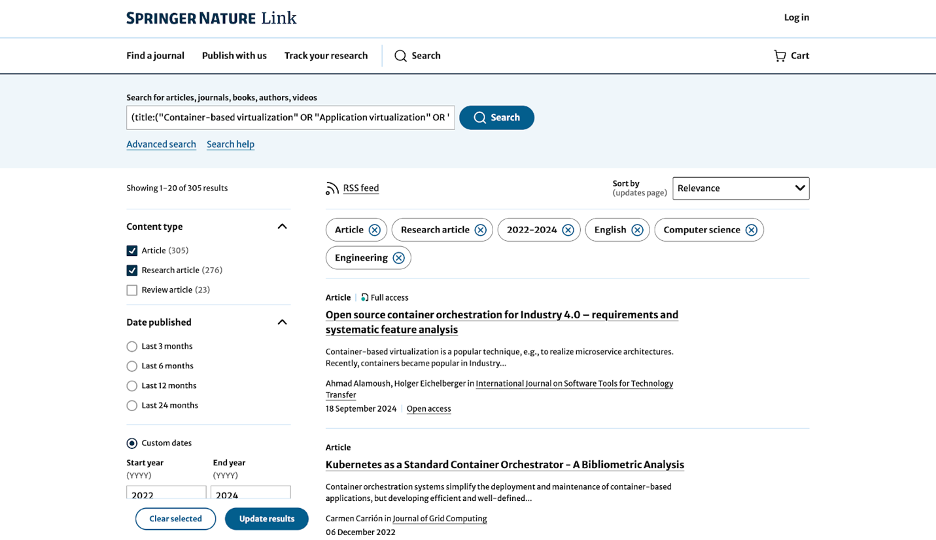 SPRINGER NATURE Link
Log in
Find a journal Publish with us Track your research Search Cart
Search for articles, journals, books, authors, videos
(title:("Container-based virtualization" OR "Application virtualization" OR '
Search
Advanced search Search help
Showing 1-20 of 305 results
RSS feed
Sort by
(updates page)
Relevance
Content type
Article (305)
Research article (276)
Review article (23)
Date published
Last 3 months
Last 6 months
Last 12 months
Last 24 months
Custom dates
Start year End year
(YYYY) (YYYY)
2022 2024
Clear selected Update results
Article Research article 2022-2024 English Computer science
Engineering
Article Full access
Open source container orchestration for Industry 4.0 – requirements and
systematic feature analysis
Container-based virtualization is a popular technique, e.g., to realize microservice architectures.
Recently, containers became popular in Industry...
Ahmad Alamoush, Holger Eichelberger in International Journal on Software Tools for Technology
Transfer
18 September 2024 Open access
Article
Kubernetes as a Standard Container Orchestrator - A Bibliometric Analysis
Container orchestration systems simplify the deployment and maintenance of container-based
applications, but developing efficient and well-defined...
Carmen Carrión in Journal of Grid Computing
06 December 2022